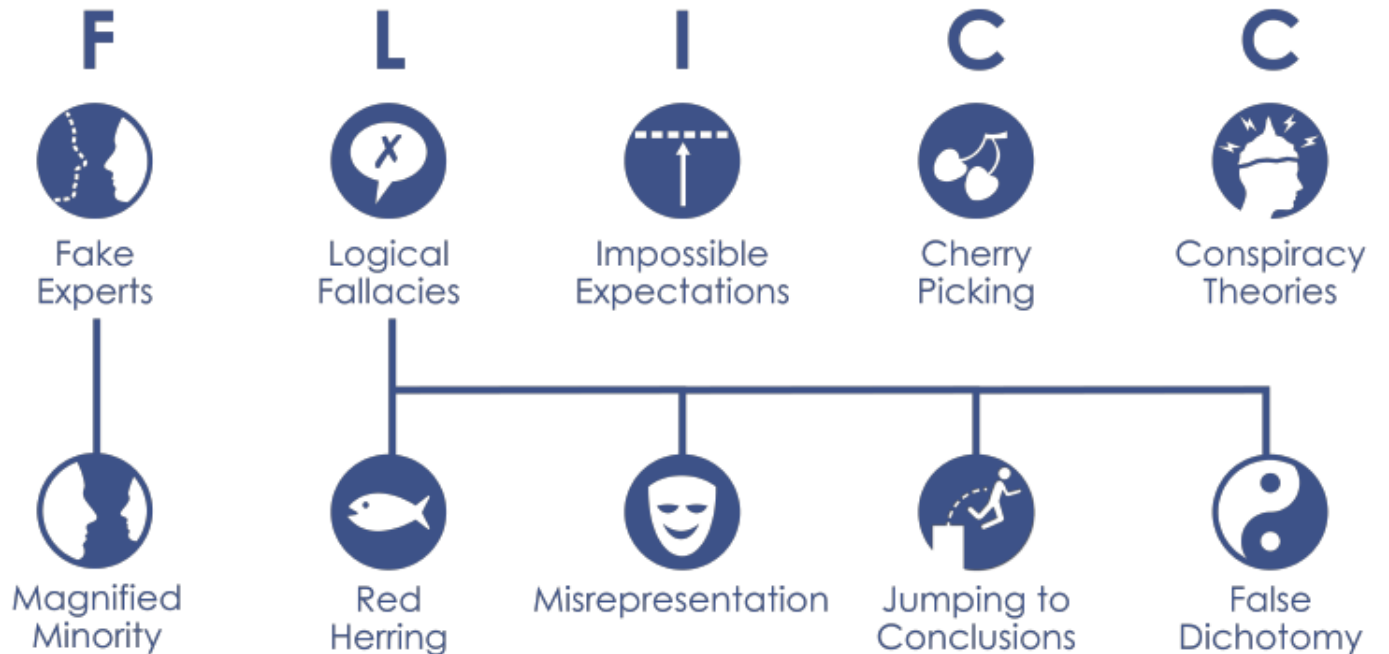 F
L
I
C
C
Fake
Experts
Logical
Fallacies
Impossible
Expectations
Cherry
Picking
Conspiracy
Theories
Magnified
Minority
Red
Herring
Misrepresentation
Jumping to
Conclusions
False
Dichotomy